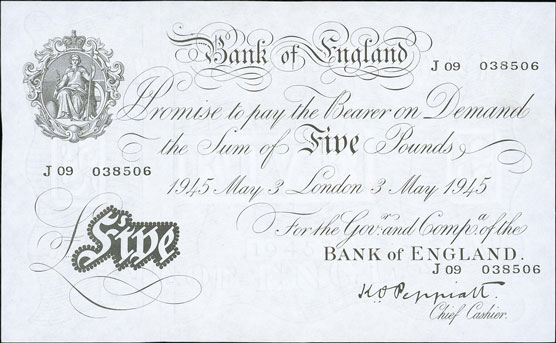 Bank of England
J 09 038506
I Promise to pay the Bearer on Demand
the Sum of Five Pounds
J 09 038506
1945 May 3 London 3 May 1945
For the Govr. and Compa. of the
BANK of ENGLAND.
£Five
J 09 038506
K O Peppiatt.
Chief Cashier.